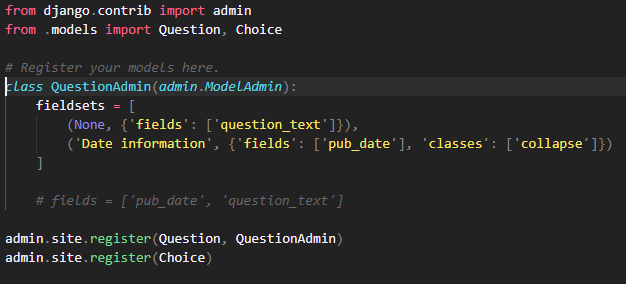 from django.contrib import admin
from .models import Question, Choice
# Register your models here.
class QuestionAdmin(admin.ModelAdmin):
    fieldsets = [
        (None, {'fields': ['question_text']}),
        ('Date information', {'fields': ['pub_date'], 'classes': ['collapse']})
    ]
    # fields = ['pub_date', 'question_text']
admin.site.register(Question, QuestionAdmin)
admin.site.register(Choice)